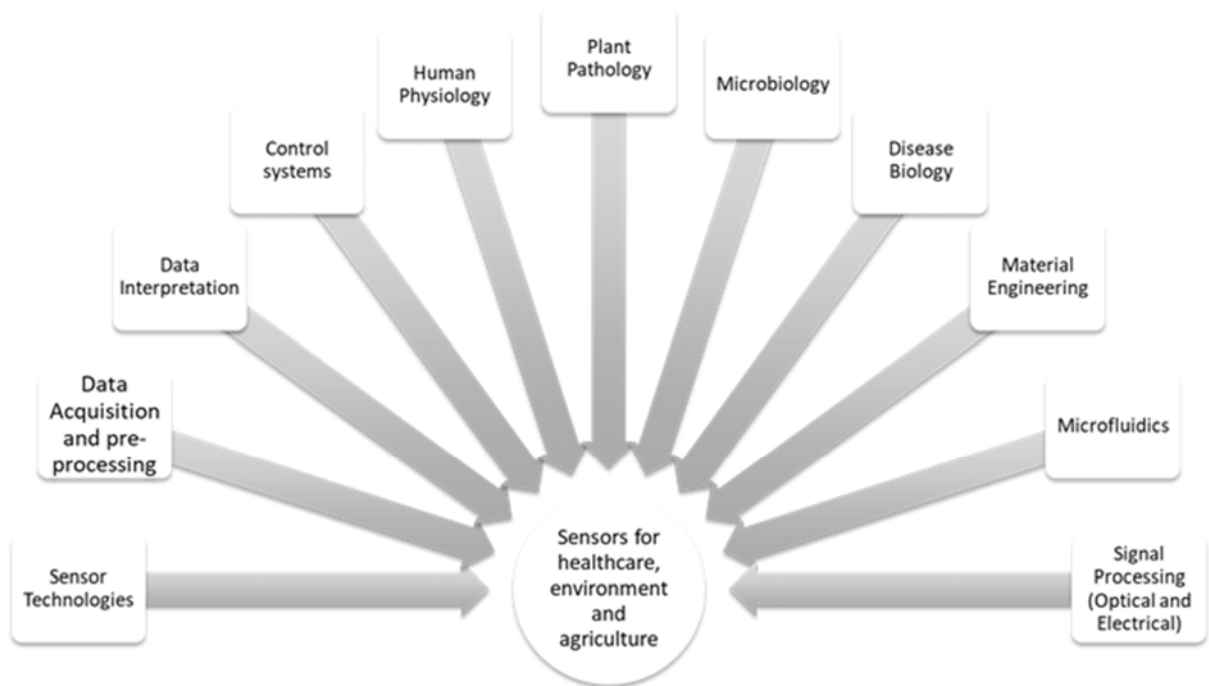 Sensor
Technologies
Data
Acquisition
and pre-
processing
Data
Interpretation
Control
systems
Human
Physiology
Plant
Pathology
Microbiology
Disease
Biology
Material
Engineering
Microfluidics
Signal
Processing
(Optical and
Electrical)
Sensors for
healthcare,
environment
and
agriculture